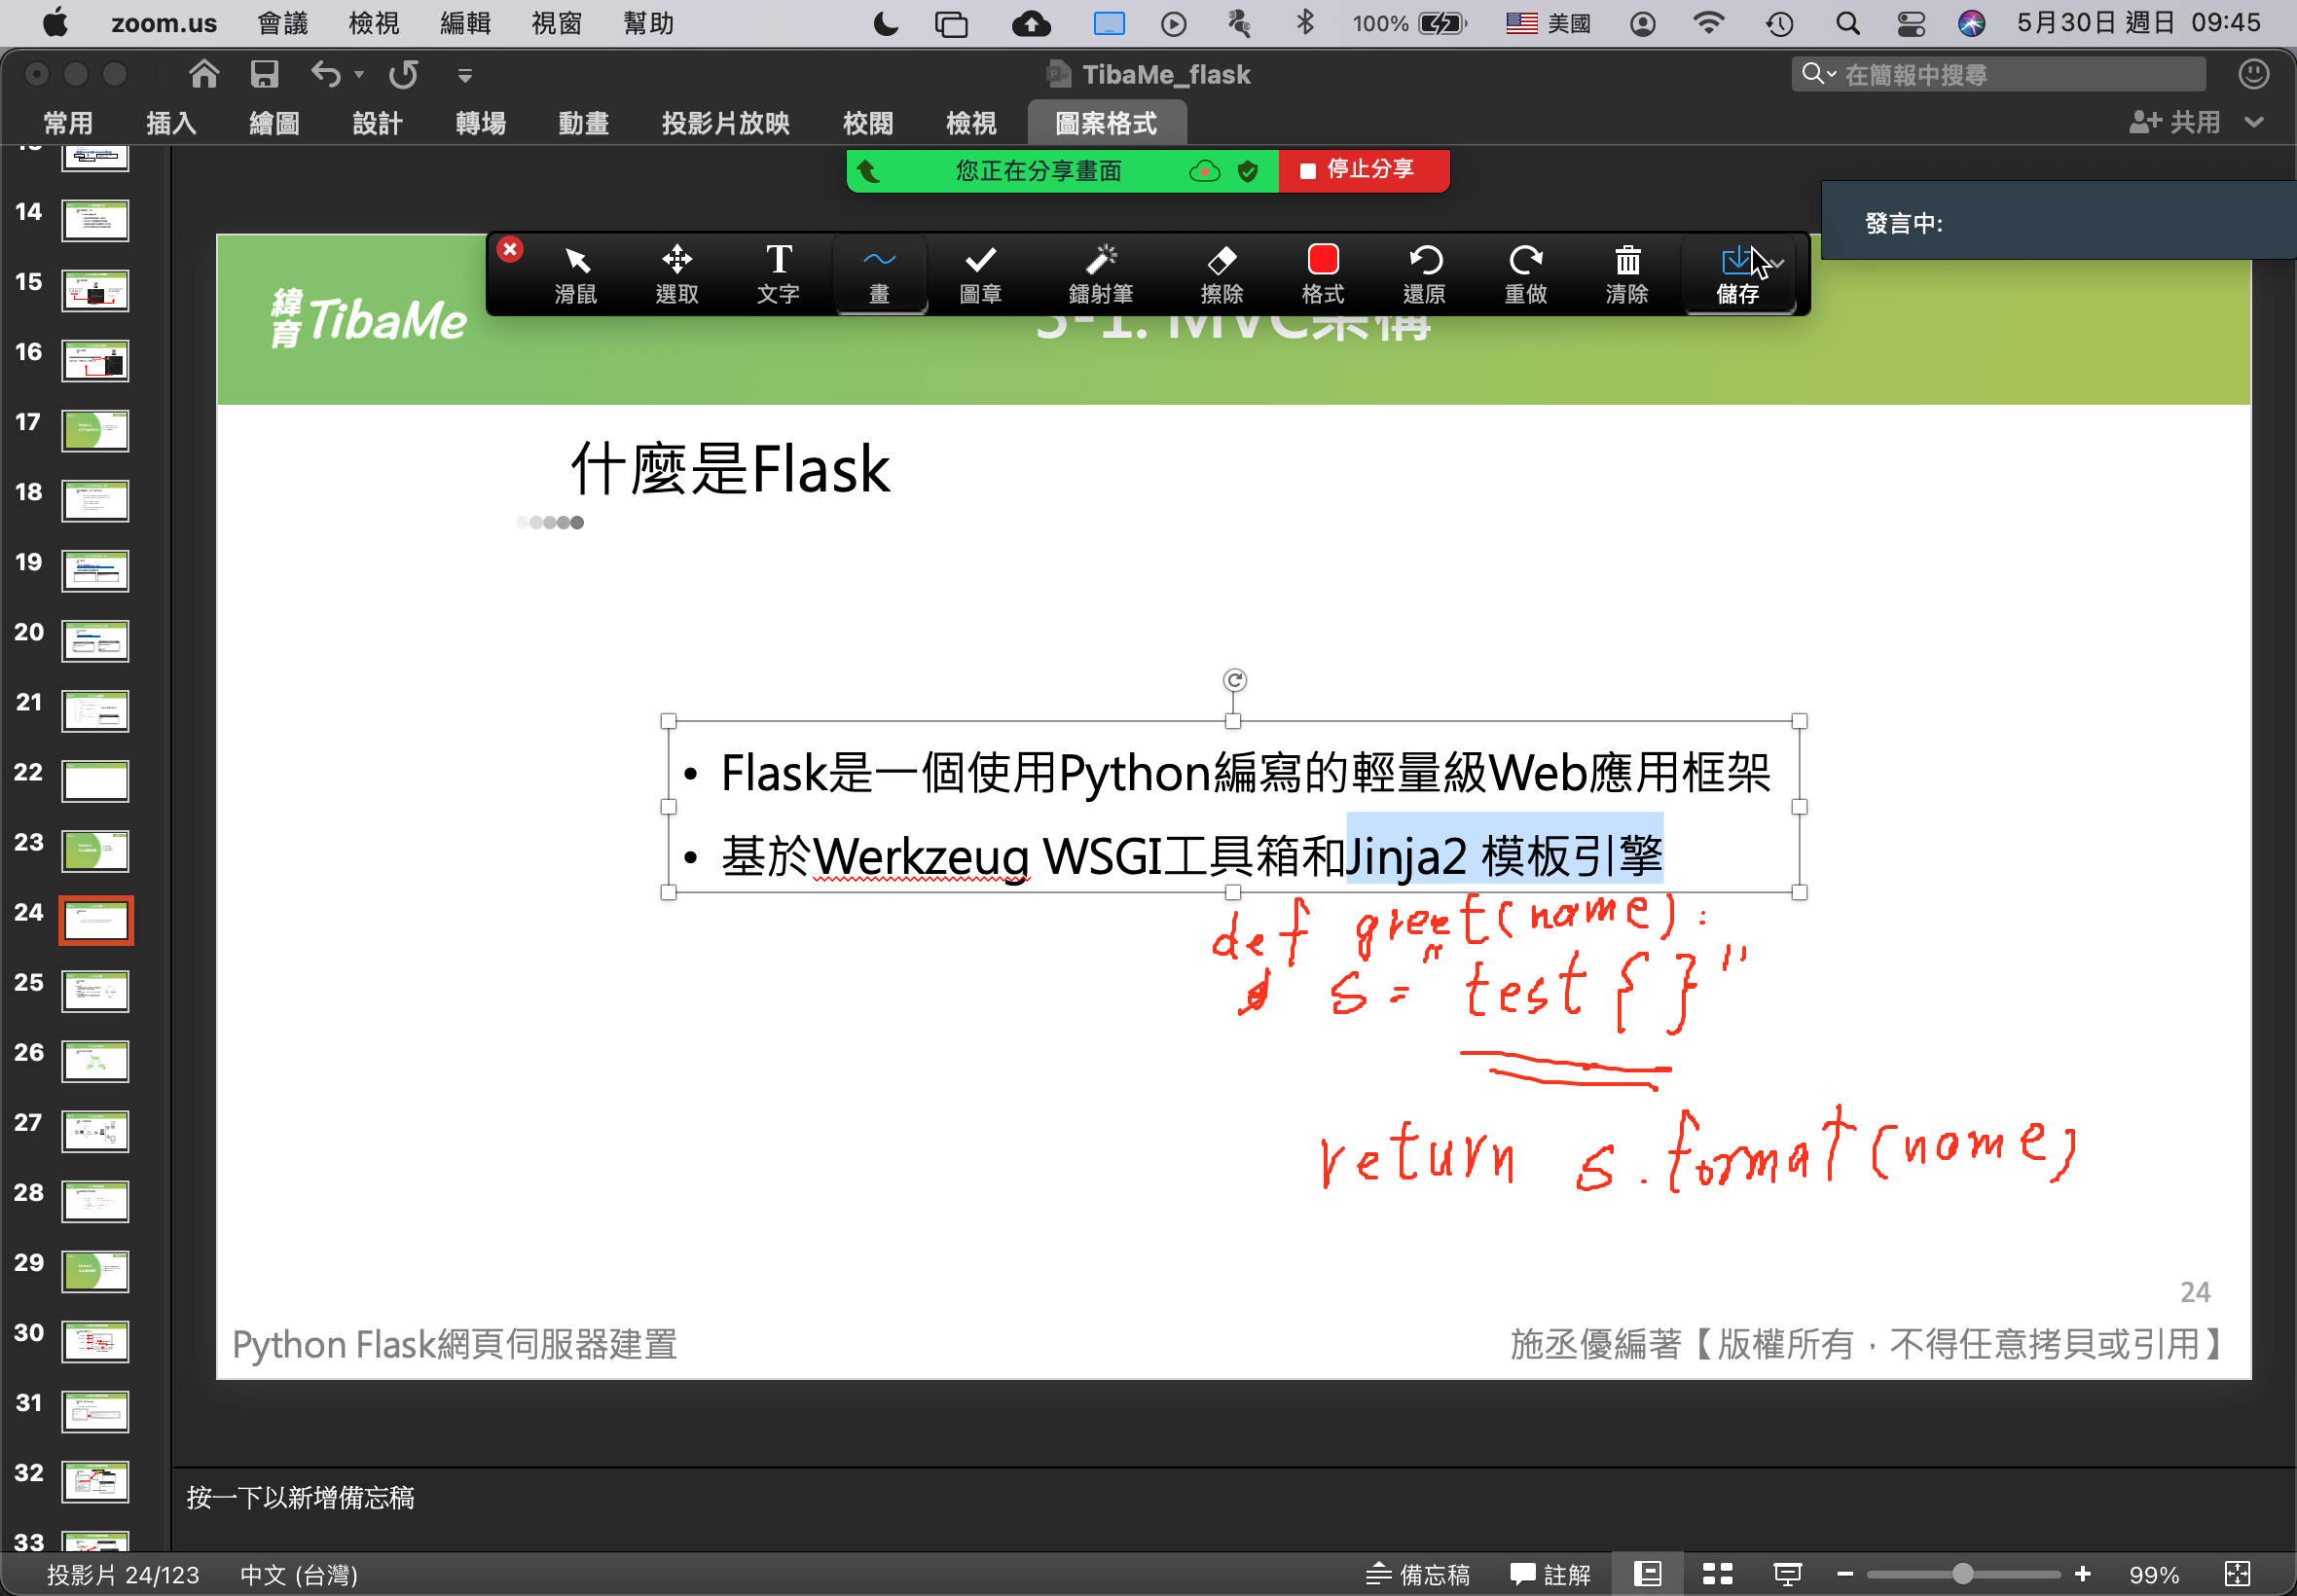 zoom.us 會議 檢視 編輯 視窗 幫助 100% 美國 5月30日 週日 09:45
TibaMe_flask
在簡報中搜尋
常用 插入 繪圖 設計 轉場 動畫 投影片放映 校閱 檢視 圖案格式 共用
您正在分享畫面 停止分享
發言中:
滑鼠 選取 文字 畫 圖章 鐳射筆 擦除 格式 還原 重做 清除 儲存
緯育 TibaMe
3-1. MVC架構
什麼是Flask
• Flask是一個使用Python編寫的輕量級Web應用框架
• 基於Werkzeug WSGI工具箱和Jinja2 模板引擎
def greet(name):
s = "test{}"
return s.format(name)
24
Python Flask網頁伺服器建置
施丞優編著【版權所有，不得任意拷貝或引用】
14
15
16
17
18
19
20
21
22
23
24
25
26
27
28
29
30
31
32
33
按一下以新增備忘稿
投影片 24/123 中文 (台灣) 備忘稿 註解 99%